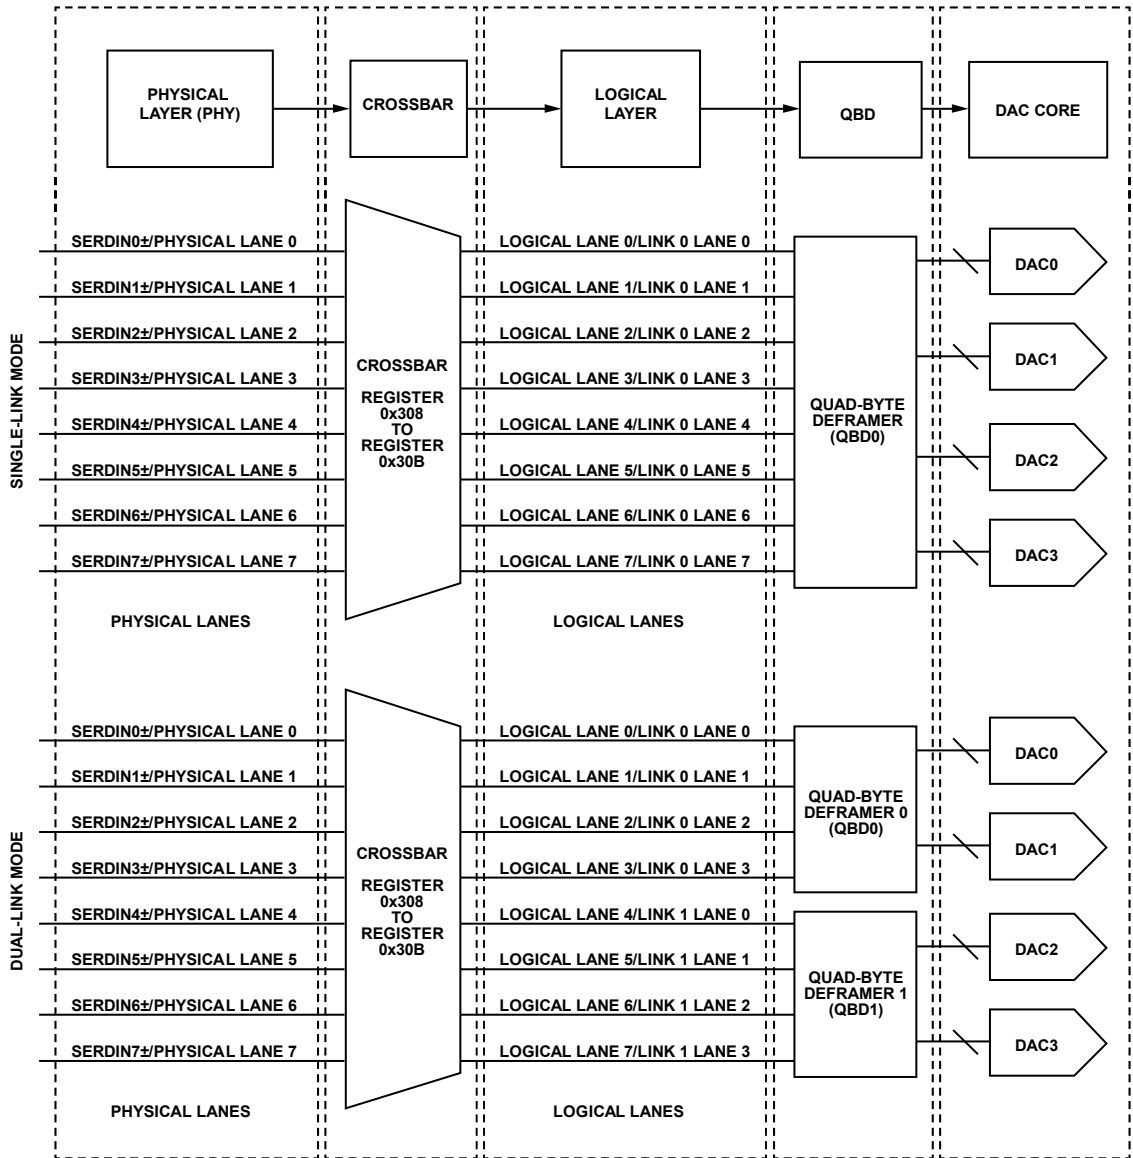 PHYSICAL
LAYER (PHY)
CROSSBAR
LOGICAL
LAYER
QBD
DAC CORE
SINGLE-LINK MODE
SERDIN0±/PHYSICAL LANE 0
SERDIN1±/PHYSICAL LANE 1
SERDIN2±/PHYSICAL LANE 2
SERDIN3±/PHYSICAL LANE 3
SERDIN4±/PHYSICAL LANE 4
SERDIN5±/PHYSICAL LANE 5
SERDIN6±/PHYSICAL LANE 6
SERDIN7±/PHYSICAL LANE 7
PHYSICAL LANES
CROSSBAR
REGISTER
0x308
TO
REGISTER
0x30B
LOGICAL LANE 0/LINK 0 LANE 0
LOGICAL LANE 1/LINK 0 LANE 1
LOGICAL LANE 2/LINK 0 LANE 2
LOGICAL LANE 3/LINK 0 LANE 3
LOGICAL LANE 4/LINK 0 LANE 4
LOGICAL LANE 5/LINK 0 LANE 5
LOGICAL LANE 6/LINK 0 LANE 6
LOGICAL LANE 7/LINK 0 LANE 7
LOGICAL LANES
QUAD-BYTE
DEFRAMER
(QBD0)
DAC0
DAC1
DAC2
DAC3
DUAL-LINK MODE
SERDIN0±/PHYSICAL LANE 0
SERDIN1±/PHYSICAL LANE 1
SERDIN2±/PHYSICAL LANE 2
SERDIN3±/PHYSICAL LANE 3
SERDIN4±/PHYSICAL LANE 4
SERDIN5±/PHYSICAL LANE 5
SERDIN6±/PHYSICAL LANE 6
SERDIN7±/PHYSICAL LANE 7
PHYSICAL LANES
CROSSBAR
REGISTER
0x308
TO
REGISTER
0x30B
LOGICAL LANE 0/LINK 0 LANE 0
LOGICAL LANE 1/LINK 0 LANE 1
LOGICAL LANE 2/LINK 0 LANE 2
LOGICAL LANE 3/LINK 0 LANE 3
LOGICAL LANE 4/LINK 1 LANE 0
LOGICAL LANE 5/LINK 1 LANE 1
LOGICAL LANE 6/LINK 1 LANE 2
LOGICAL LANE 7/LINK 1 LANE 3
LOGICAL LANES
QUAD-BYTE
DEFRAMER 0
(QBD0)
QUAD-BYTE
DEFRAMER 1
(QBD1)
DAC0
DAC1
DAC2
DAC3